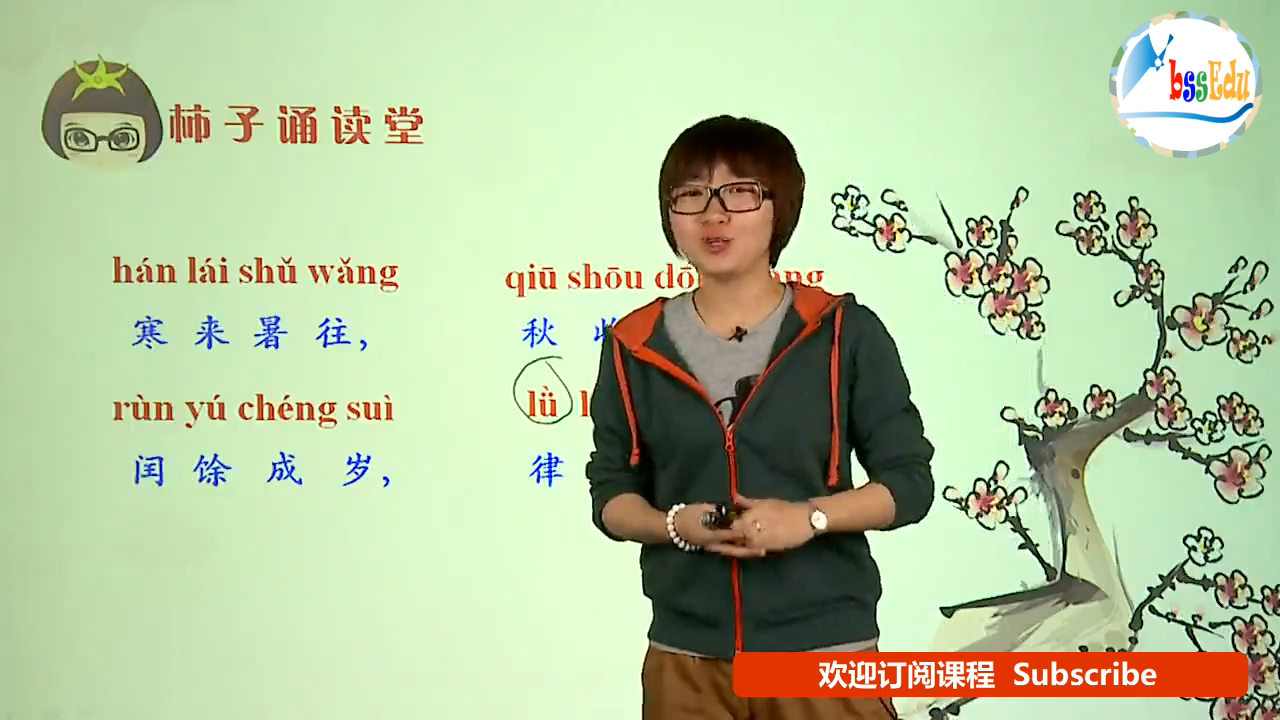 柿子诵读堂
bssEdu
hán lái shǔ wǎng
qiū shōu
寒来暑往,
秋
rùn yú chéng suì
lǜ
闰馀成岁,
律
欢迎订阅课程 Subscribe